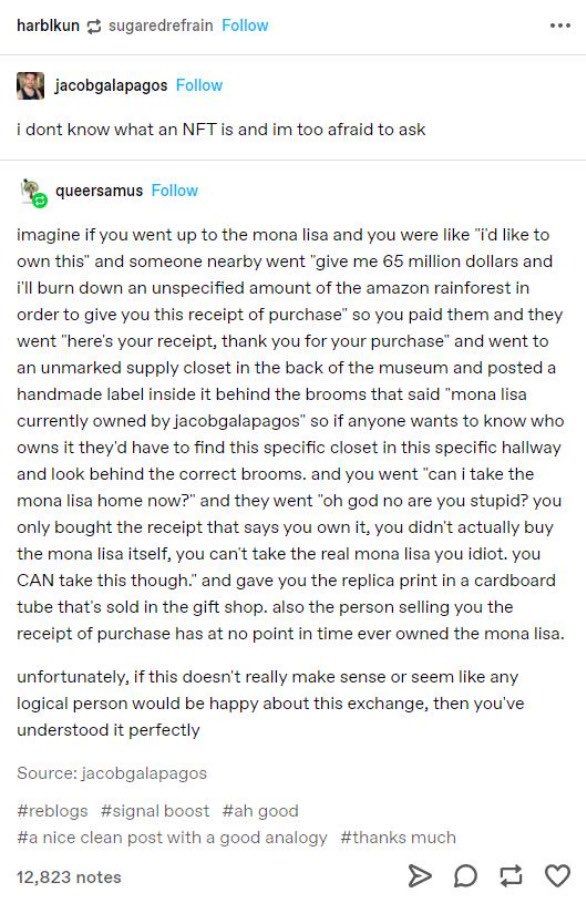 harblkun sugaredrefrain Follow
jacobgalapagos Follow
i dont know what an NFT is and im too afraid to ask
queersamus Follow
imagine if you went up to the mona lisa and you were like "i'd like to
own this" and someone nearby went "give me 65 million dollars and
i'll burn down an unspecified amount of the amazon rainforest in
order to give you this receipt of purchase" so you paid them and they
went "here's your receipt, thank you for your purchase" and went to
an unmarked supply closet in the back of the museum and posted a
handmade label inside it behind the brooms that said "mona lisa
currently owned by jacobgalapagos" so if anyone wants to know who
owns it they'd have to find this specific closet in this specific hallway
and look behind the correct brooms. and you went "can i take the
mona lisa home now?" and they went "oh god no are you stupid? you
only bought the receipt that says you own it, you didn't actually buy
the mona lisa itself, you can't take the real mona lisa you idiot. you
CAN take this though." and gave you the replica print in a cardboard
tube that's sold in the gift shop. also the person selling you the
receipt of purchase has at no point in time ever owned the mona lisa.
unfortunately, if this doesn't really make sense or seem like any
logical person would be happy about this exchange, then you've
understood it perfectly
Source: jacobgalapagos
#reblogs #signal boost #ah good
#a nice clean post with a good analogy #thanks much
12,823 notes